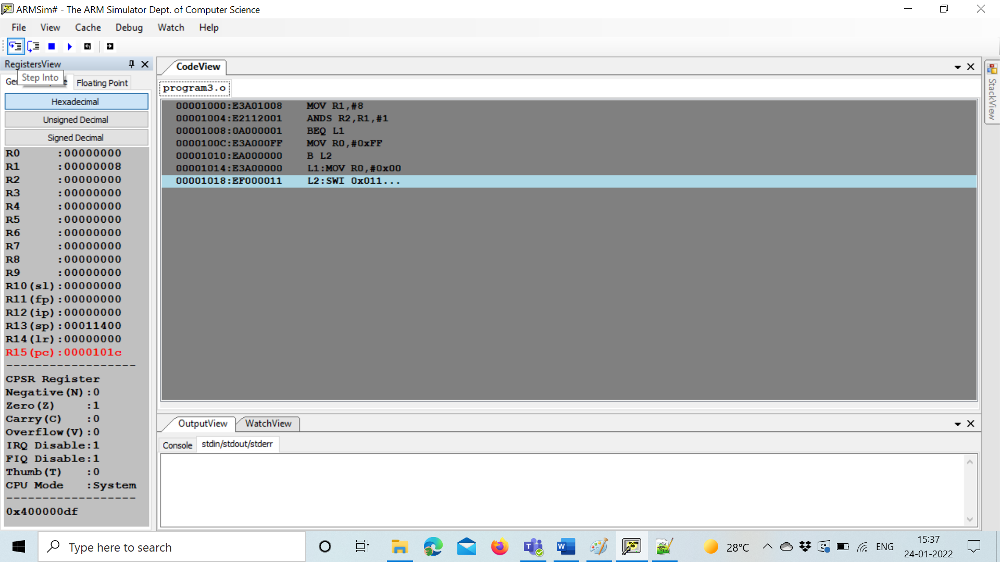 ARMSim# - The ARM Simulator Dept. of Computer Science
File View Cache Debug Watch Help
RegistersView
Step Into
Floating Point
Hexadecimal
Unsigned Decimal
Signed Decimal
R0 :00000000
R1 :00000008
R2 :00000000
R3 :00000000
R4 :00000000
R5 :00000000
R6 :00000000
R7 :00000000
R8 :00000000
R9 :00000000
R10(sl):00000000
R11(fp):00000000
R12(ip):00000000
R13(sp):00011400
R14(lr):00000000
R15(pc):0000101c
-------------------
CPSR Register
Negative(N):0
Zero(Z) :1
Carry(C) :0
Overflow(V):0
IRQ Disable:1
FIQ Disable:1
Thumb(T) :0
CPU Mode :System
-------------------
0x400000df
CodeView
program3.o
00001000:E3A01008 MOV R1,#8
00001004:E2112001 ANDS R2,R1,#1
00001008:0A000001 BEQ L1
0000100C:E3A000FF MOV R0,#0xFF
00001010:EA000000 B L2
00001014:E3A00000 L1:MOV R0,#0x00
00001018:EF000011 L2:SWI 0x011...
StackView
OutputView WatchView
Console stdin/stdout/stderr
Type here to search
28°C
ENG
15:37
24-01-2022